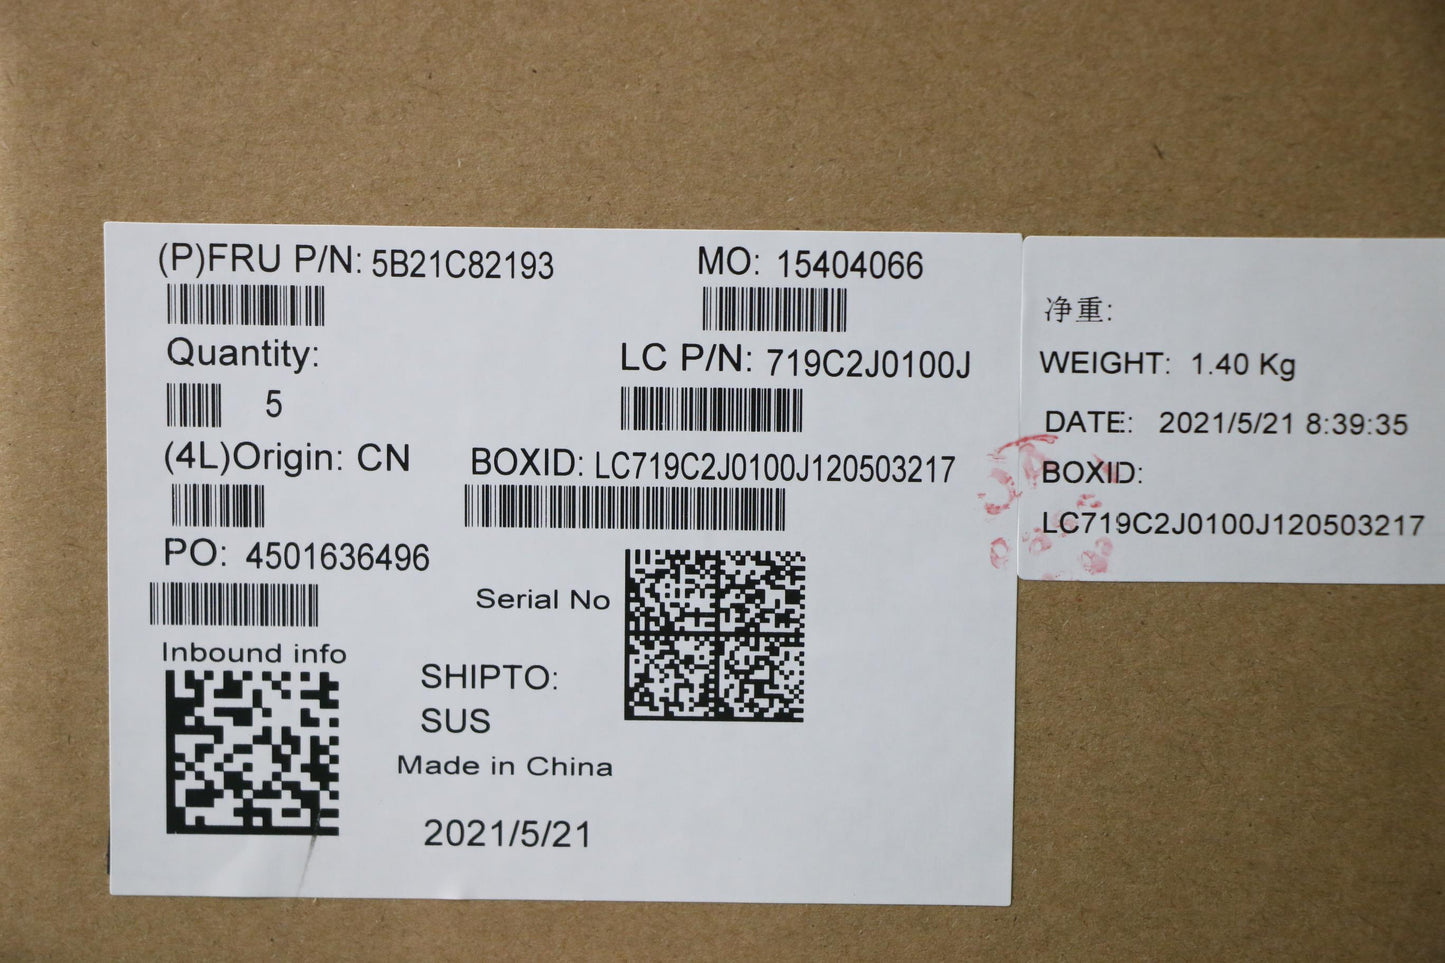 (P)FRU P/N: 5B21C82193
MO: 15404066
Quantity:
5
LC P/N: 719C2J0100J
(4L)Origin: CN
BOXID: LC719C2J0100J120503217
PO: 4501636496
Serial No
Inbound info
SHIPTO:
SUS
Made in China
2021/5/21
净重:
WEIGHT: 1.40 Kg
DATE: 2021/5/21 8:39:35
BOXID:
LC719C2J0100J120503217